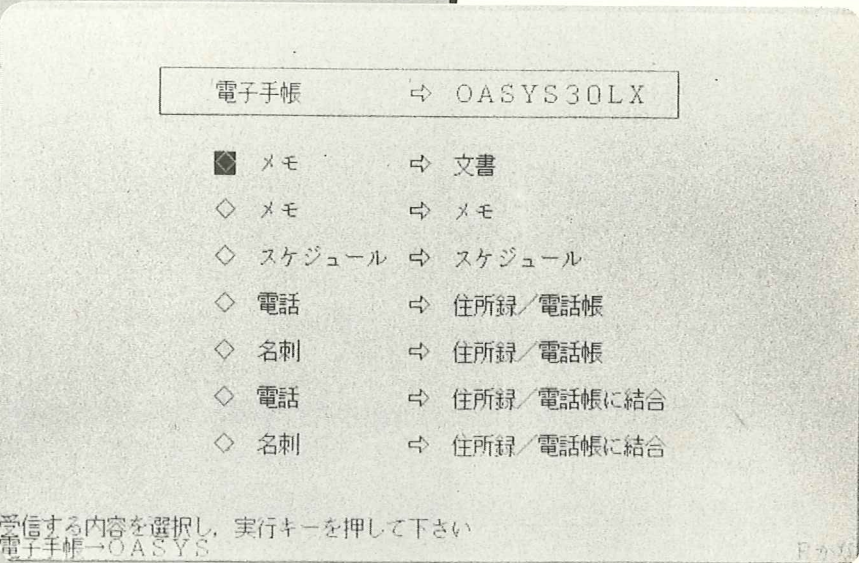 電子手帳 ⇨ OASYS30LX
◇ メモ ⇨ 文書
◇ メモ ⇨ メモ
◇ スケジュール ⇨ スケジュール
◇ 電話 ⇨ 住所録/電話帳
◇ 名刺 ⇨ 住所録/電話帳
◇ 電話 ⇨ 住所録/電話帳に結合
◇ 名刺 ⇨ 住所録/電話帳に結合
受信する内容を選択し,実行キーを押して下さい
電子手帳→OASYS